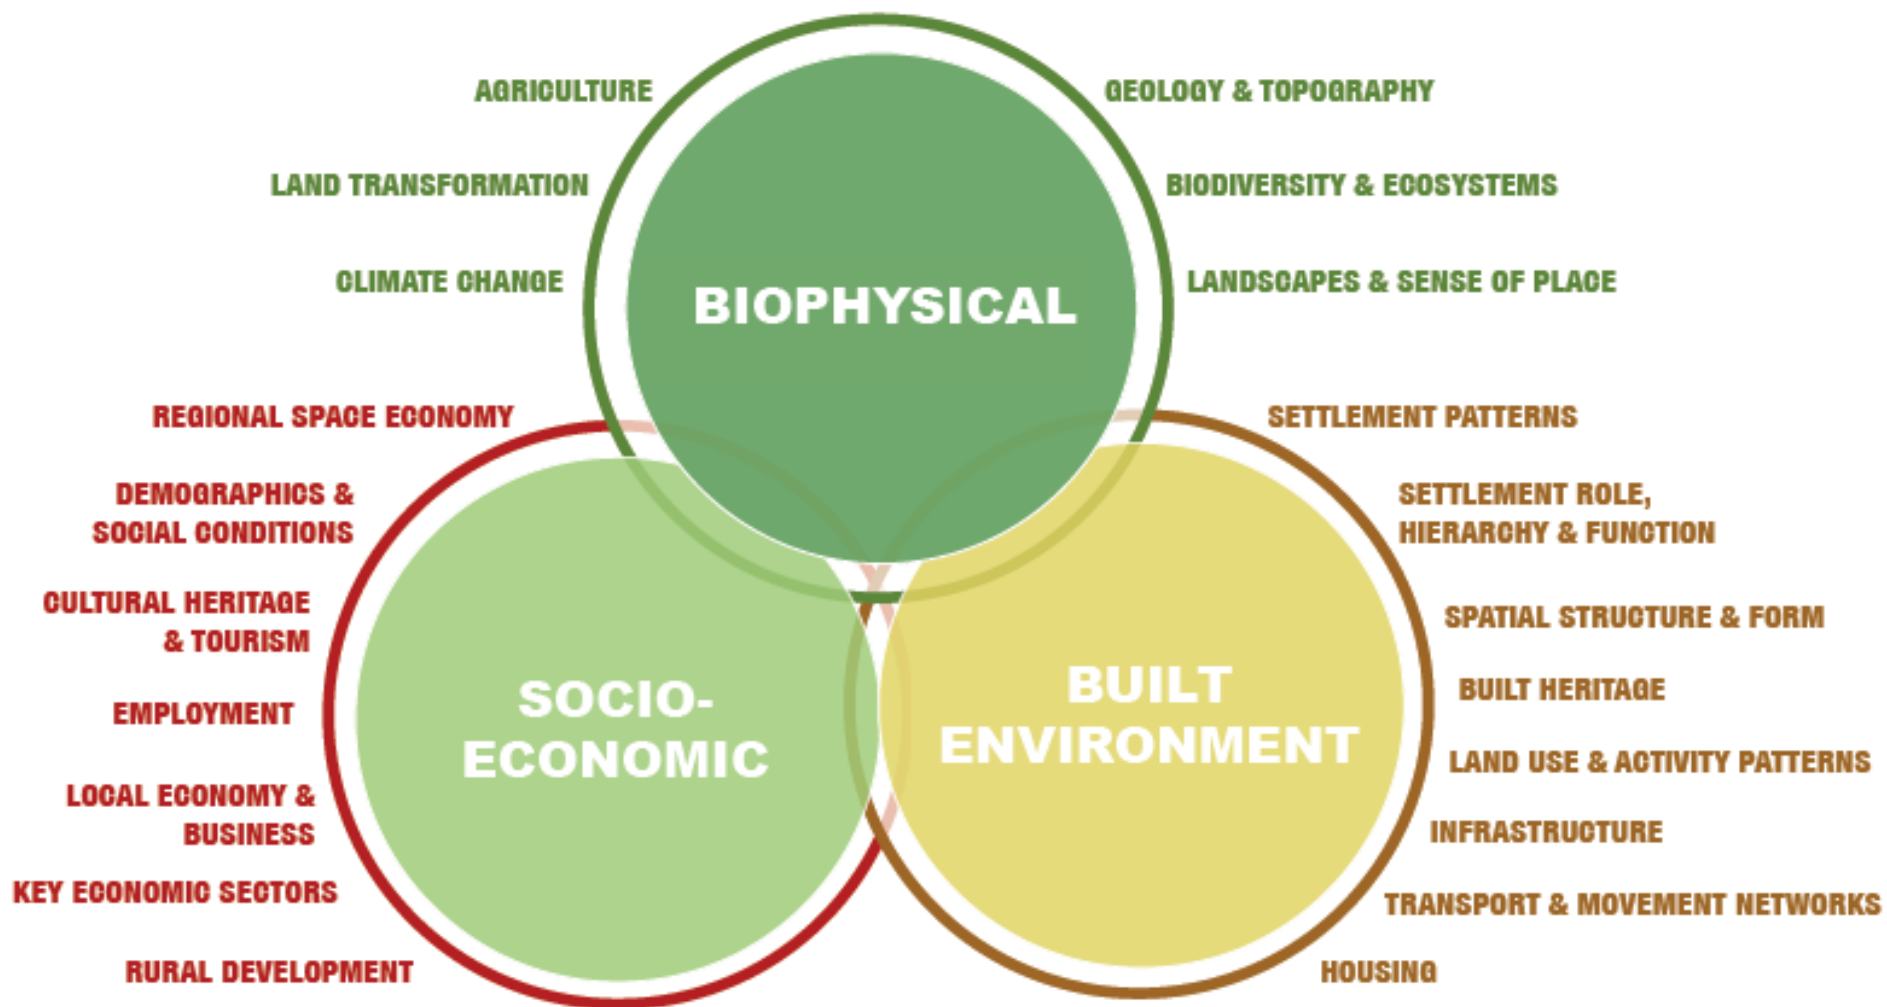 AGRICULTURE
GEOLOGY & TOPOGRAPHY
LAND TRANSFORMATION
BIODIVERSITY & ECOSYSTEMS
CLIMATE CHANGE
LANDSCAPES & SENSE OF PLACE
BIOPHYSICAL
REGIONAL SPACE ECONOMY
DEMOGRAPHICS &
SOCIAL CONDITIONS
CULTURAL HERITAGE
& TOURISM
EMPLOYMENT
LOCAL ECONOMY &
BUSINESS
KEY ECONOMIC SECTORS
RURAL DEVELOPMENT
SOCIO-
ECONOMIC
BUILT
ENVIRONMENT
SETTLEMENT PATTERNS
SETTLEMENT ROLE,
HIERARCHY & FUNCTION
SPATIAL STRUCTURE & FORM
BUILT HERITAGE
LAND USE & ACTIVITY PATTERNS
INFRASTRUCTURE
TRANSPORT & MOVEMENT NETWORKS
HOUSING